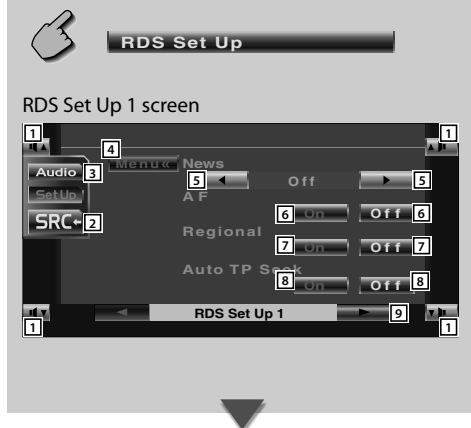 RDS Set Up
RDS Set Up 1 screen
1 1
4
Audio 3 Menu« News
5 Off 5
Set Up AF
SRC 2 6 On Off 6
Regional
7 On Off 7
Auto TP Seek
8 On Off 8
RDS Set Up 1 9
1 1